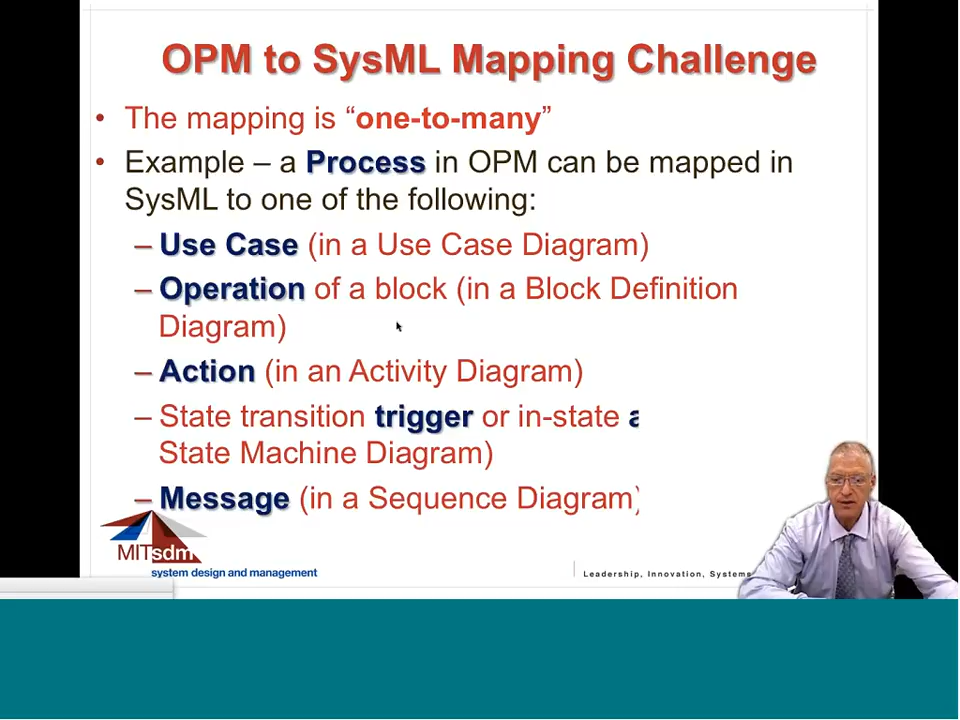 OPM to SysML Mapping Challenge
• The mapping is “one-to-many”
• Example – a Process in OPM can be mapped in
SysML to one of the following:
– Use Case (in a Use Case Diagram)
– Operation of a block (in a Block Definition
Diagram)
– Action (in an Activity Diagram)
– State transition trigger or in-state
State Machine Diagram)
– Message (in a Sequence Diagram)
MITsdm
system design and management
Leadership, Innovation, Systems